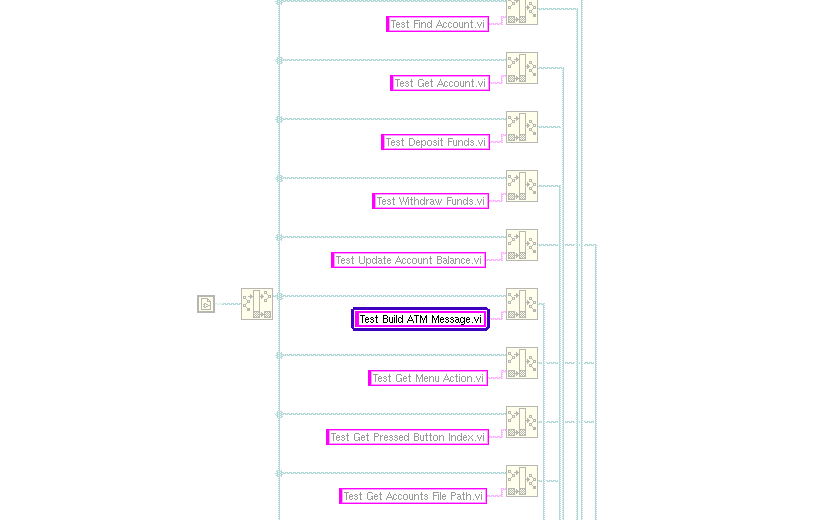 Test Find Account.vi
Test Get Account.vi
Test Deposit Funds.vi
Test Withdraw Funds.vi
Test Update Account Balance.vi
Test Build ATM Message.vi
Test Get Menu Action.vi
Test Get Pressed Button Index.vi
Test Get Accounts File Path.vi